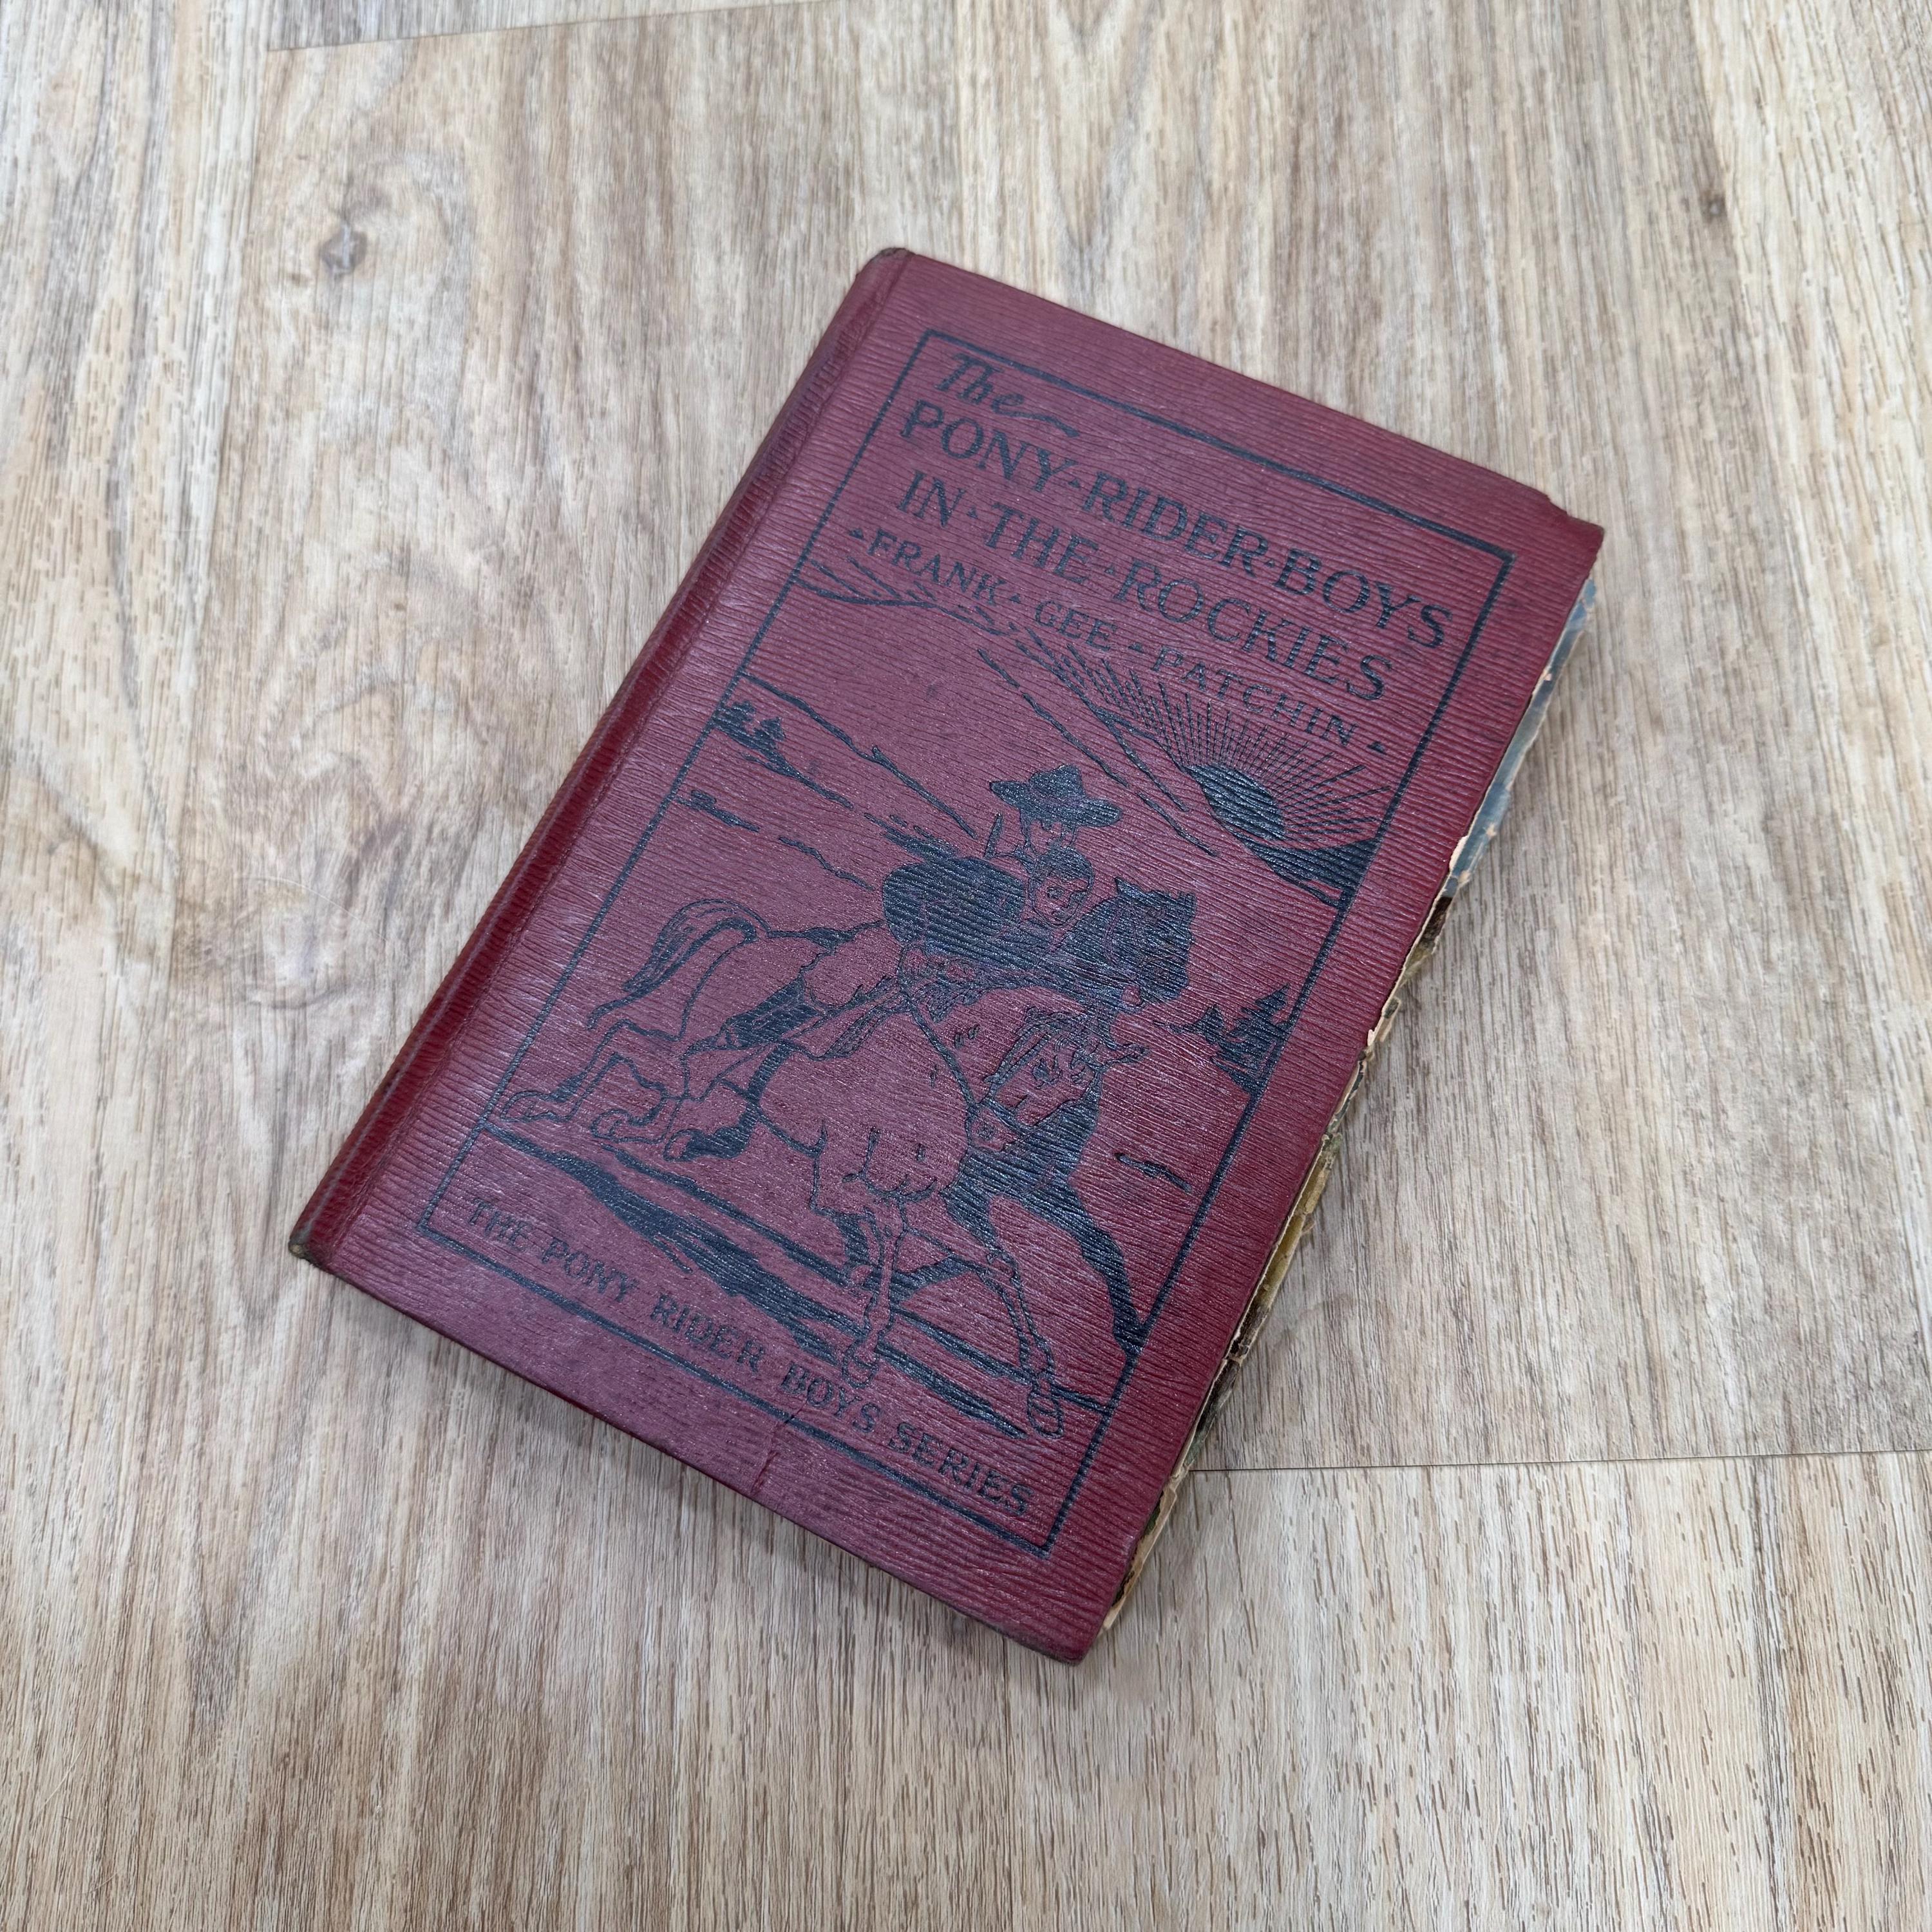 The
PONY-RIDER-BOYS
IN-THE-ROCKIES
-FRANK-GEE-PATCHIN-
THE PONY RIDER BOYS SERIES